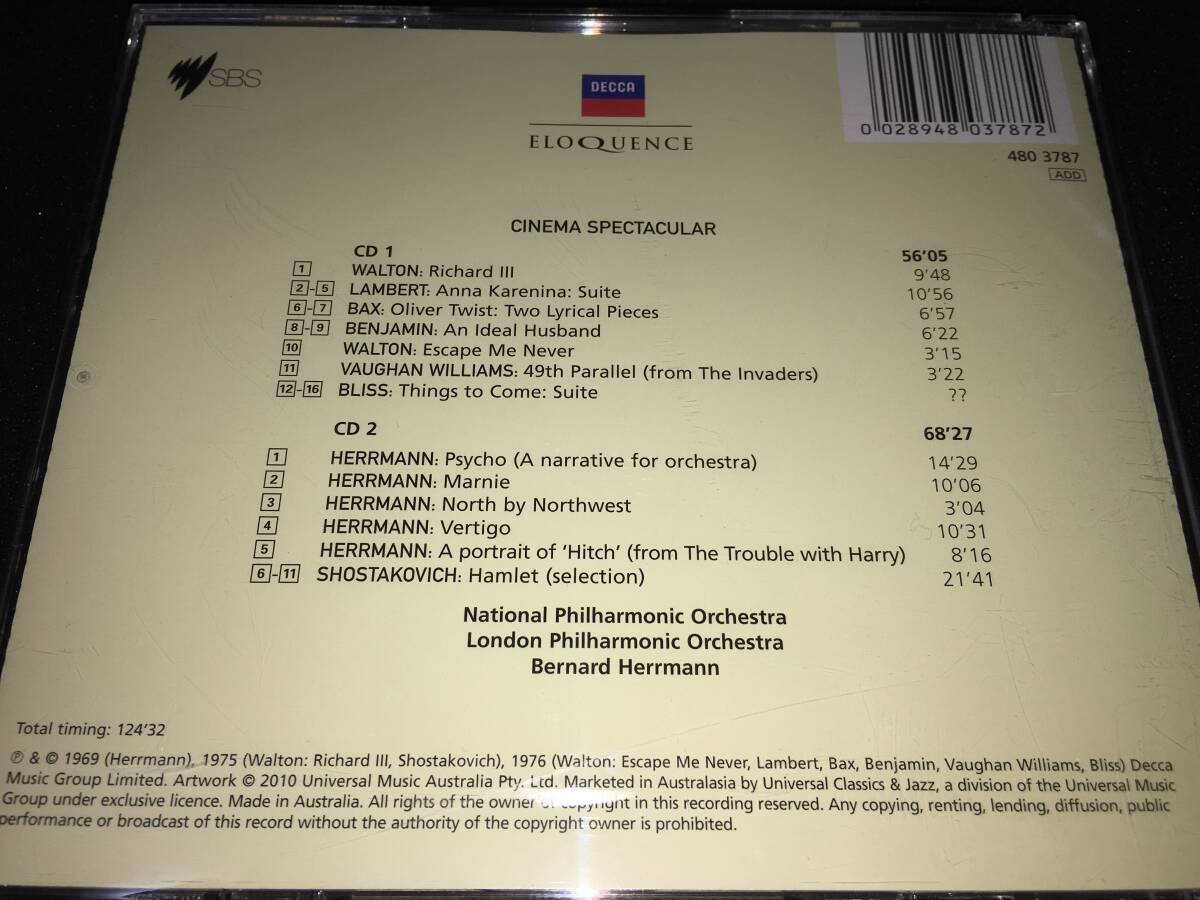 SBS
DECCA
ELOQUENCE
0 028948 037872
480 3787
ADD
CINEMA SPECTACULAR
CD 1 56'05
1 WALTON: Richard III 9'48
2-5 LAMBERT: Anna Karenina: Suite 10'56
6-7 BAX: Oliver Twist: Two Lyrical Pieces 6'57
8-9 BENJAMIN: An Ideal Husband 6'22
10 WALTON: Escape Me Never 3'15
11 VAUGHAN WILLIAMS: 49th Parallel (from The Invaders) 3'22
12-16 BLISS: Things to Come: Suite ??
CD 2 68'27
1 HERRMANN: Psycho (A narrative for orchestra) 14'29
2 HERRMANN: Marnie 10'06
3 HERRMANN: North by Northwest 3'04
4 HERRMANN: Vertigo 10'31
5 HERRMANN: A portrait of 'Hitch' (from The Trouble with Harry) 8'16
6-11 SHOSTAKOVICH: Hamlet (selection) 21'41
National Philharmonic Orchestra
London Philharmonic Orchestra
Bernard Herrmann
Total timing: 124'32
℗ & © 1969 (Herrmann), 1975 (Walton: Richard III, Shostakovich), 1976 (Walton: Escape Me Never, Lambert, Bax, Benjamin, Vaughan Williams, Bliss) Decca
Music Group Limited. Artwork © 2010 Universal Music Australia Pty. Ltd. Marketed in Australasia by Universal Classics & Jazz, a division of the Universal Music
Group under exclusive licence. Made in Australia. All rights of the owner of copyright in this recording reserved. Any copying, renting, lending, diffusion, public
performance or broadcast of this record without the authority of the copyright owner is prohibited.